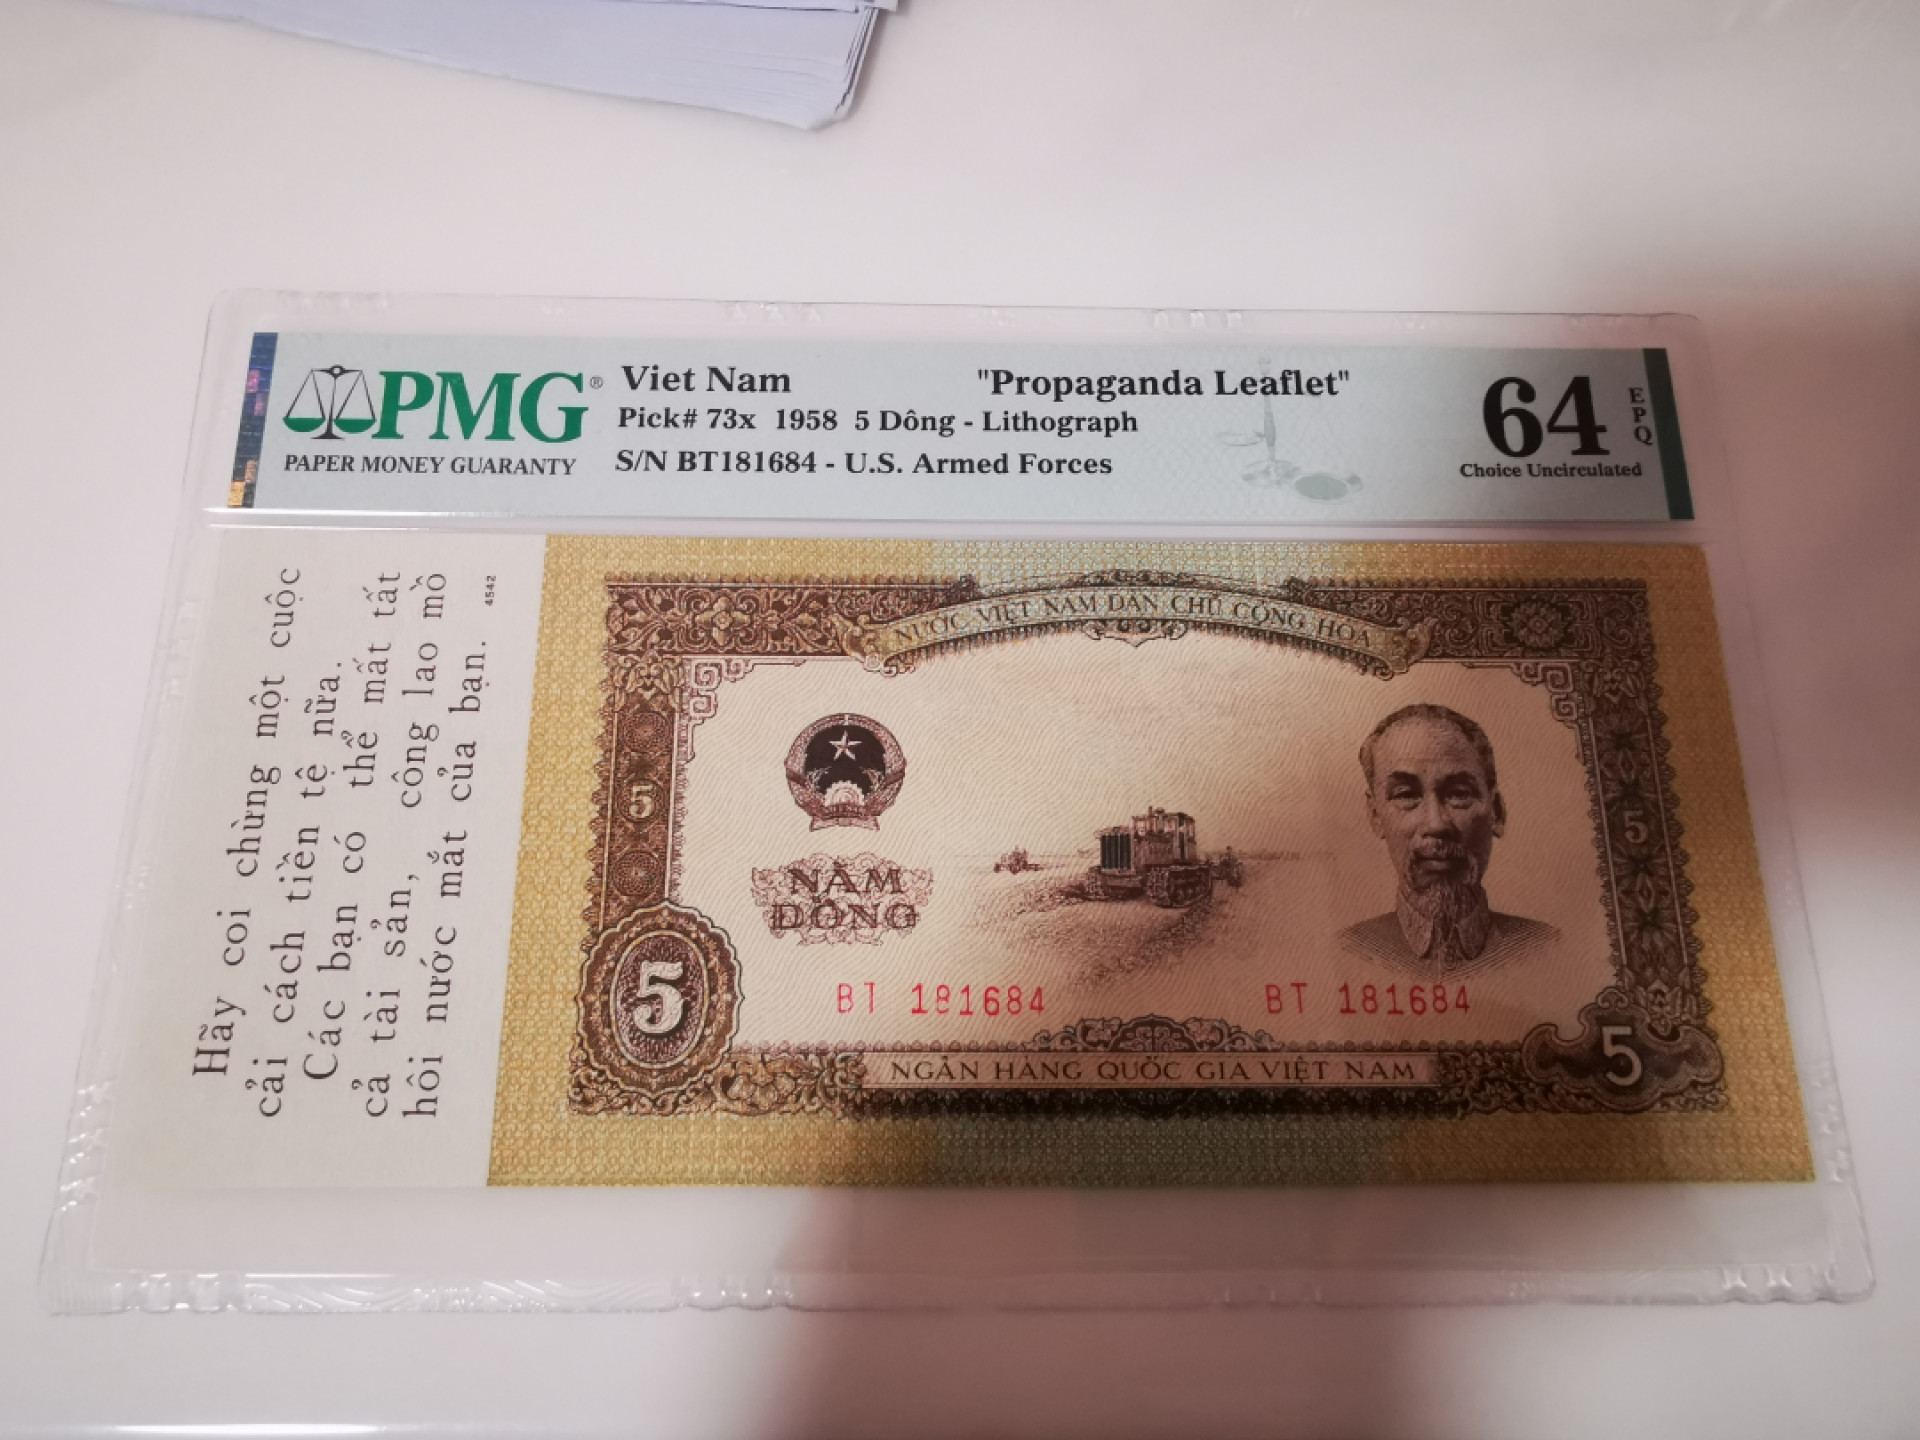 PMG®
PAPER MONEY GUARANTY
Viet Nam "Propaganda Leaflet"
Pick# 73x 1958 5 Dông - Lithograph
S/N BT181684 - U.S. Armed Forces
64 EPQ
Choice Uncirculated
Hãy coi chừng một cuộc
cải cách tiền tệ nữa.
Các bạn có thể mất tất
cả tài sản, công lao mồ
hôi nước mắt của bạn.
4542
NƯỚC VIỆT NAM DÂN CHỦ CỘNG HÒA
5
5
NĂM
ĐỒNG
5
BT 181684 BT 181684
5
NGÂN HÀNG QUỐC GIA VIỆT NAM